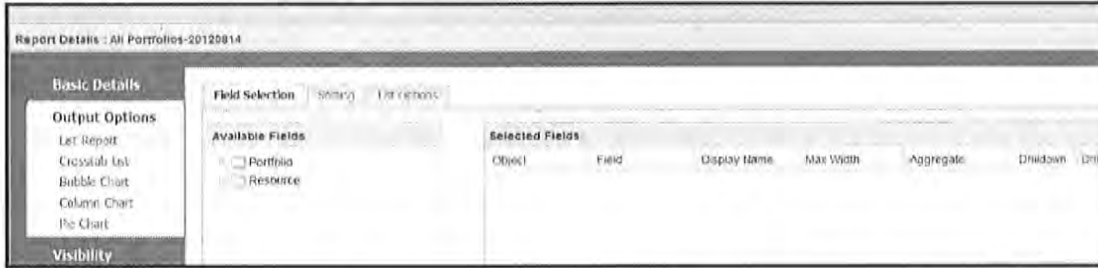 Report Details : All Portfolios-20120814
Basic Details
Output Options
List Report
Crosstab List
Bubble Chart
Column Chart
Pie Chart
Visibility
Field Selection
Sorting
List Options
Available Fields
Portfolio
Resource
Selected Fields
Object Field Display Name Max Width Aggregate Drilldown